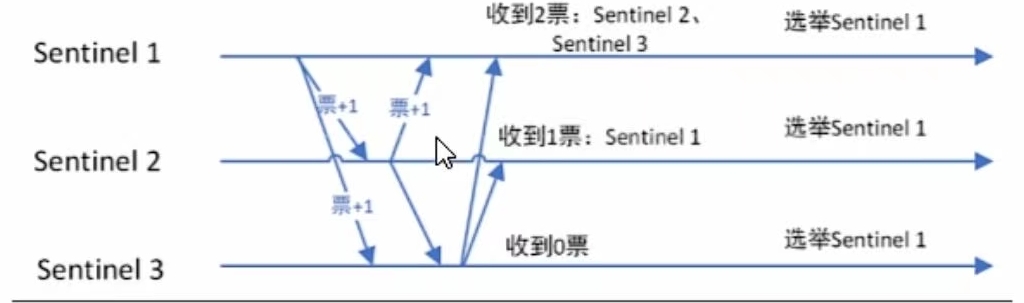 收到2票：Sentinel 2、
Sentinel 3
选举Sentinel 1
Sentinel 1
票+1
票+1
收到1票：Sentinel 1
选举Sentinel 1
Sentinel 2
票+1
收到0票
选举Sentinel 1
Sentinel 3